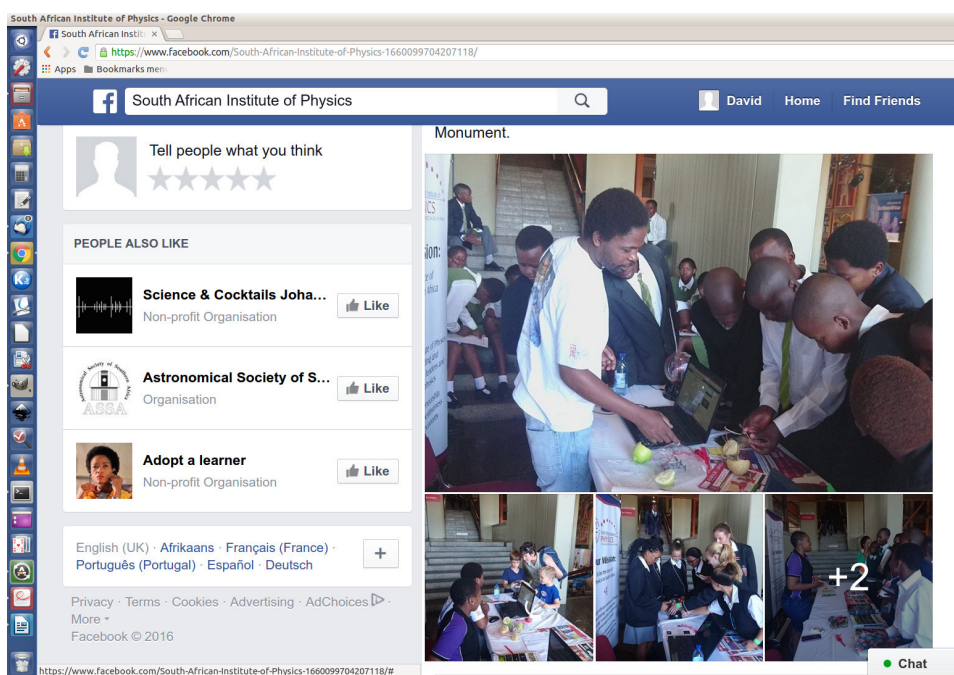 South African Institute of Physics - Google Chrome
South African Instit ×
https://www.facebook.com/South-African-Institute-of-Physics-1660099704207118/
Apps Bookmarks men
South African Institute of Physics
David Home Find Friends
Tell people what you think
PEOPLE ALSO LIKE
Science & Cocktails Joha...
Non-profit Organisation
Like
Astronomical Society of S...
Organisation
Like
ASSA
Adopt a learner
Non-profit Organisation
Like
English (UK) · Afrikaans · Français (France) ·
Português (Portugal) · Español · Deutsch
+
Privacy · Terms · Cookies · Advertising · AdChoices ·
More
Facebook © 2016
https://www.facebook.com/South-African-Institute-of-Physics-1660099704207118/#
Monument.
+2
Chat